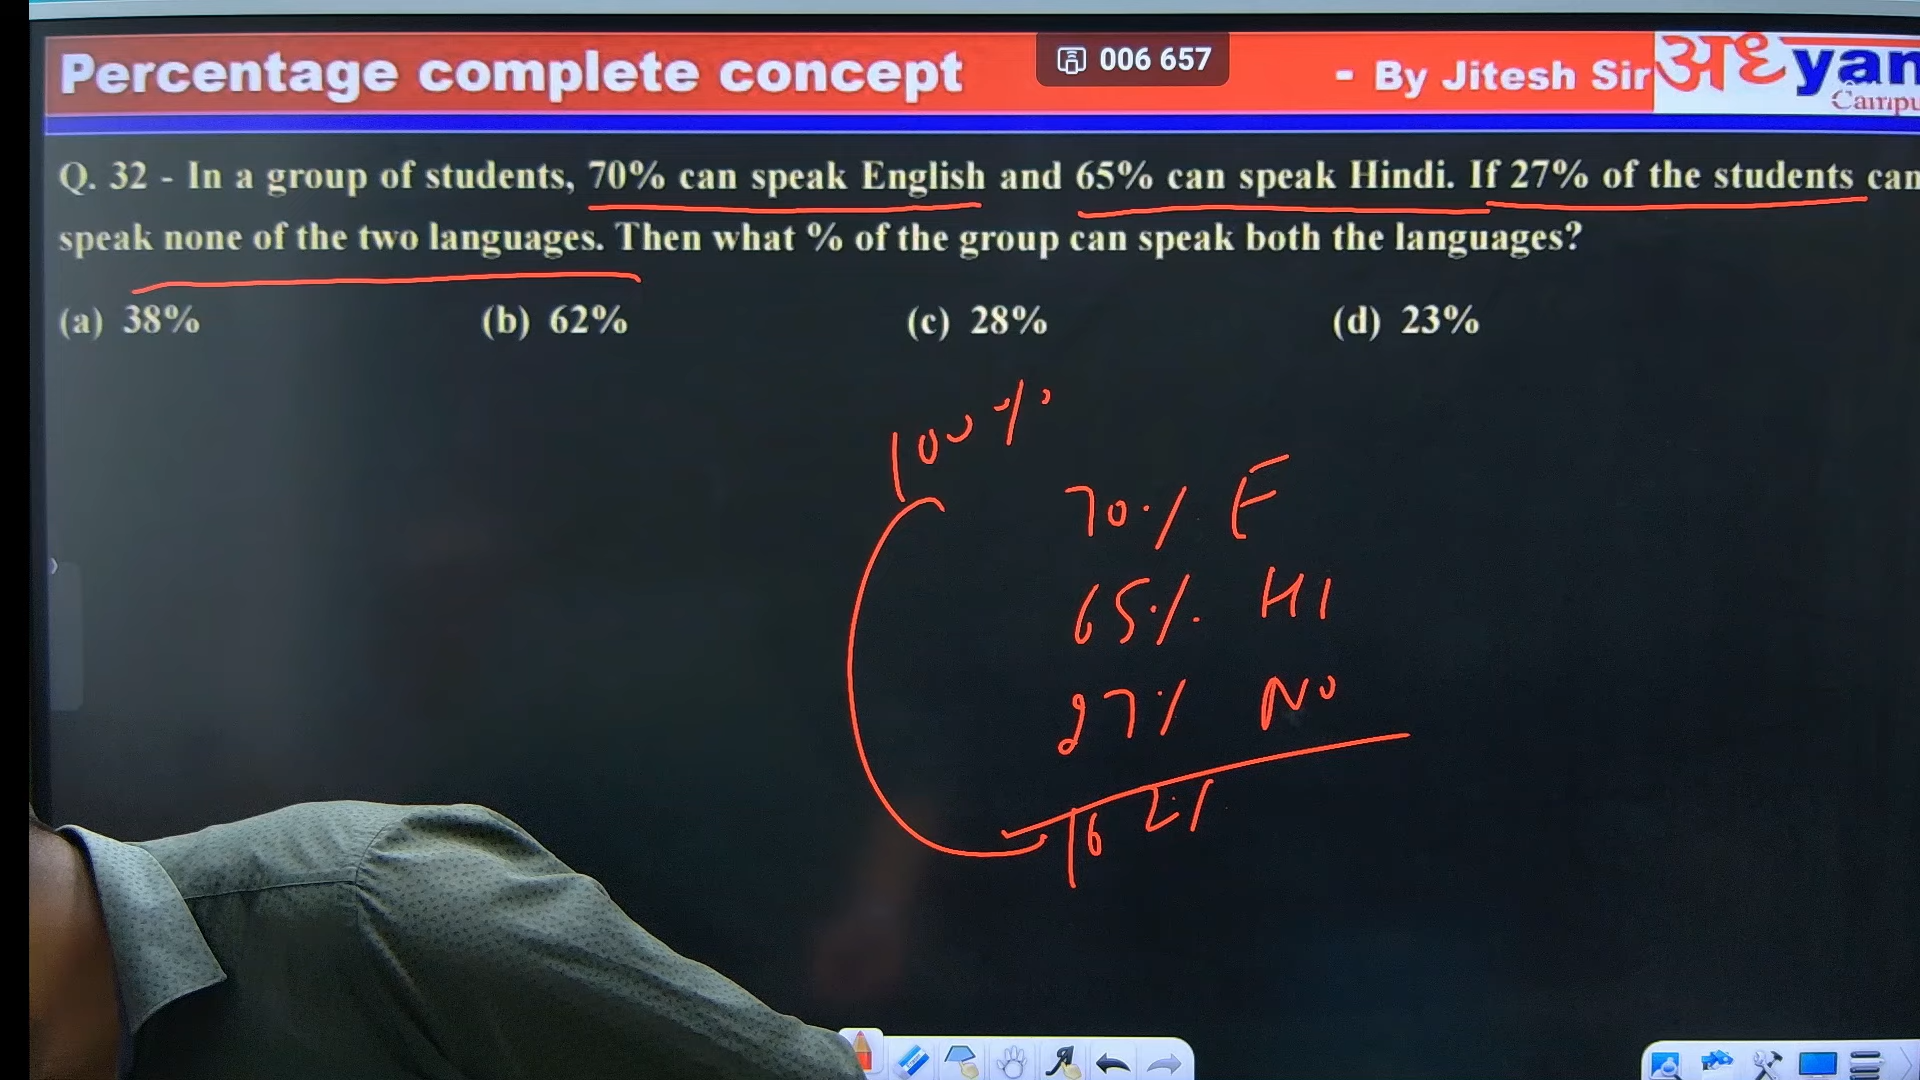 Percentage complete concept
006 657
- By Jitesh Sir
अध्yan
Campu
Q. 32 - In a group of students, 70% can speak English and 65% can speak Hindi. If 27% of the students can
speak none of the two languages. Then what % of the group can speak both the languages?
(a) 38% (b) 62% (c) 28% (d) 23%
100%
70% E
65% HI
27% No
162%